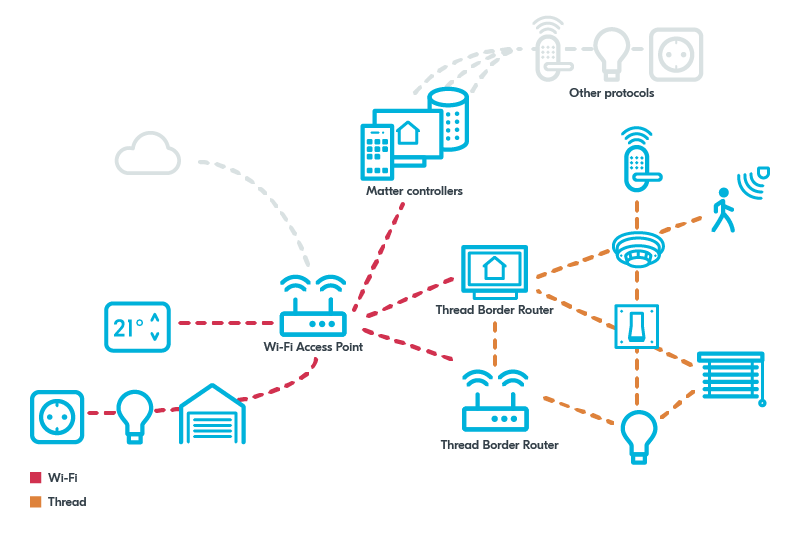 Other protocols
Matter controllers
Thread Border Router
21°
Wi-Fi Access Point
Thread Border Router
Wi-Fi
Thread